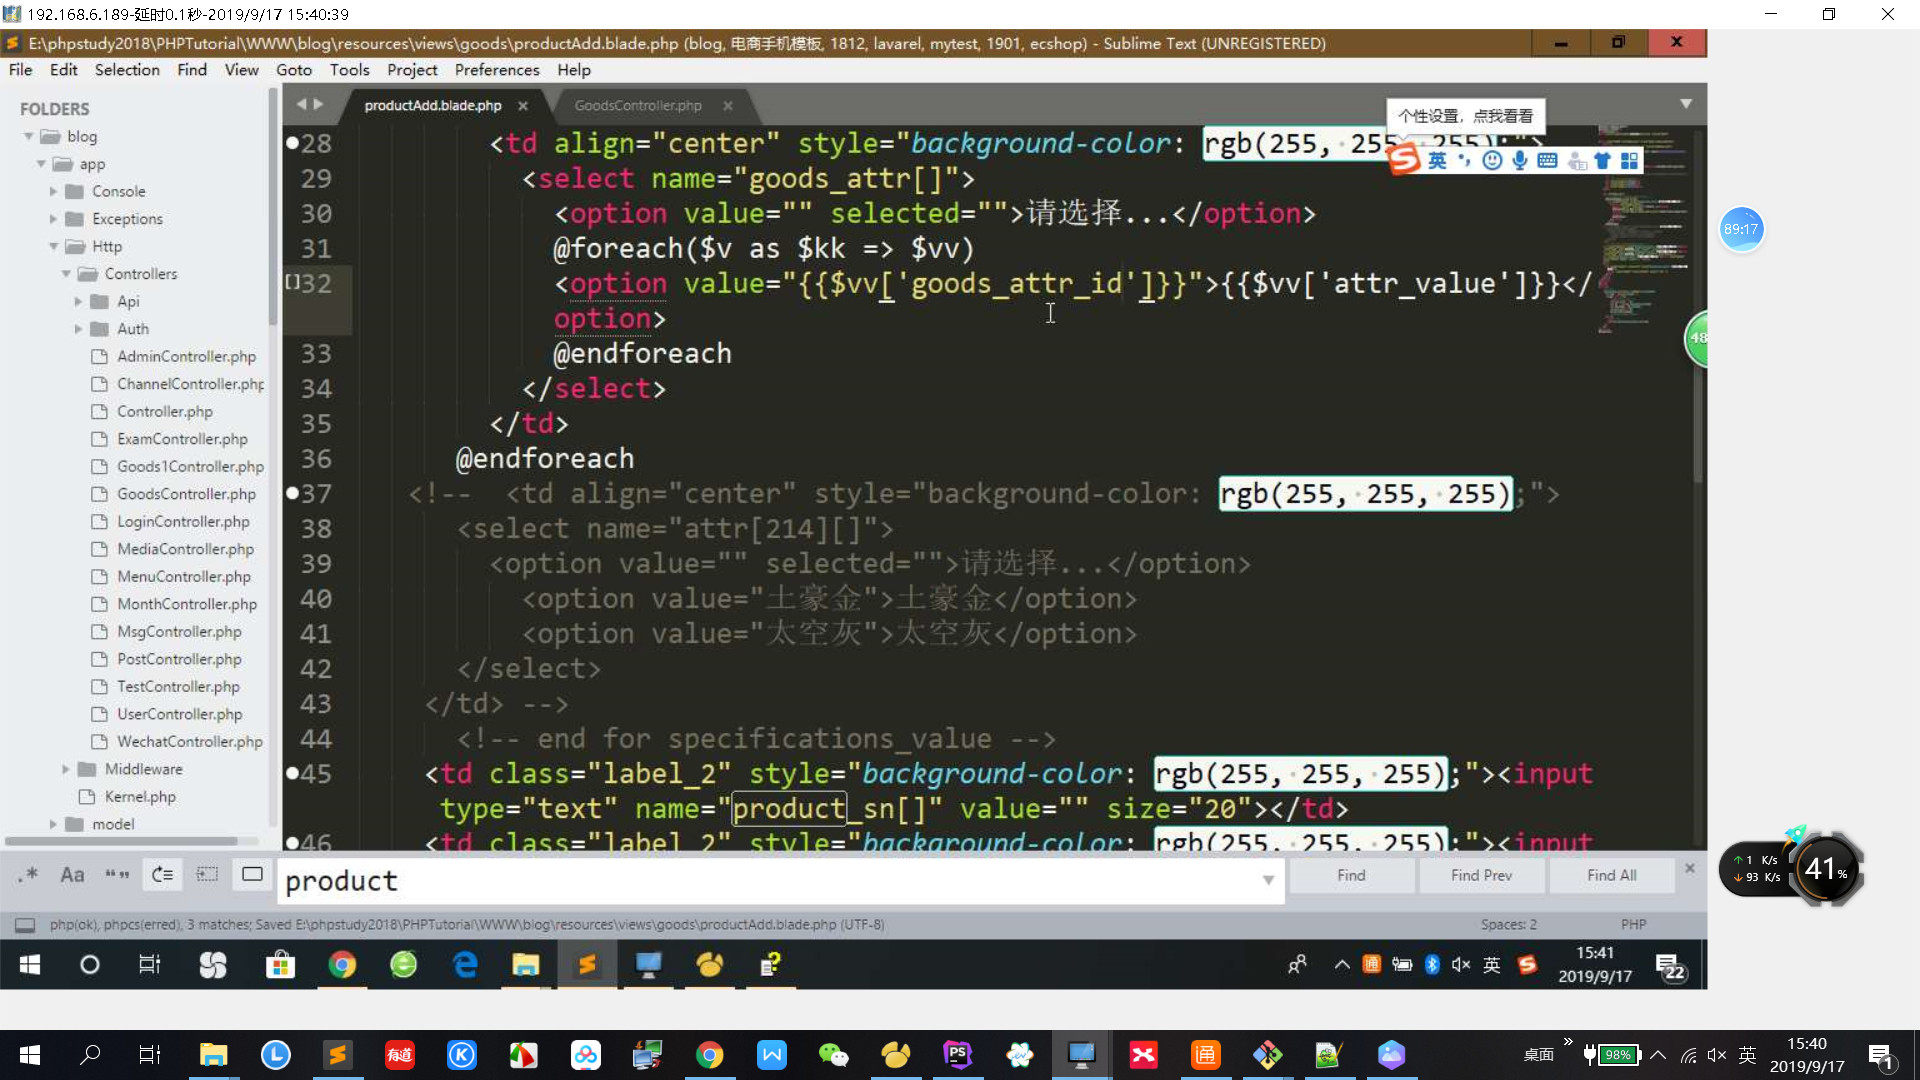 192.168.6.189-延时0.1秒-2019/9/17 15:40:39
E:\phpstudy2018\PHPTutorial\WWW\blog\resources\views\goods\productAdd.blade.php (blog, 电商手机模板, 1812, lavarel, mytest, 1901, ecshop) - Sublime Text (UNREGISTERED)
File Edit Selection Find View Goto Tools Project Preferences Help
FOLDERS
blog
app
Console
Exceptions
Http
Controllers
Api
Auth
AdminController.php
ChannelController.php
Controller.php
ExamController.php
Goods1Controller.php
GoodsController.php
LoginController.php
MediaController.php
MenuController.php
MonthController.php
MsgController.php
PostController.php
TestController.php
UserController.php
WechatController.php
Middleware
Kernel.php
model
productAdd.blade.php × GoodsController.php ×
个性设置，点我看看
英
28 <td align="center" style="background-color: rgb(255, 255, 255);">
29 <select name="goods_attr[]">
30 <option value="" selected="">请选择...</option>
31 @foreach($v as $kk => $vv)
32 <option value="{{$vv['goods_attr_id']}}">{{$vv['attr_value']}}</
option>
33 @endforeach
34 </select>
35 </td>
36 @endforeach
37 <!-- <td align="center" style="background-color: rgb(255, 255, 255);">
38 <select name="attr[214][]">
39 <option value="" selected="">请选择...</option>
40 <option value="土豪金">土豪金</option>
41 <option value="太空灰">太空灰</option>
42 </select>
43 </td> -->
44 <!-- end for specifications_value -->
45 <td class="label_2" style="background-color: rgb(255, 255, 255);"><input
type="text" name="product_sn[]" value="" size="20"></td>
46 <td class="label_2" style="background-color: rgb(255, 255, 255);"><input
89:17
48
↑ 1 K/s
↓ 93 K/s
41%
.* Aa “” product Find Find Prev Find All
php(ok), phpcs(erred), 3 matches; Saved E:\phpstudy2018\PHPTutorial\WWW\blog\resources\views\goods\productAdd.blade.php (UTF-8) Spaces: 2 PHP
通 英 15:41
2019/9/17
22
有道 PS 通 桌面 98% 英 15:40
2019/9/17
1